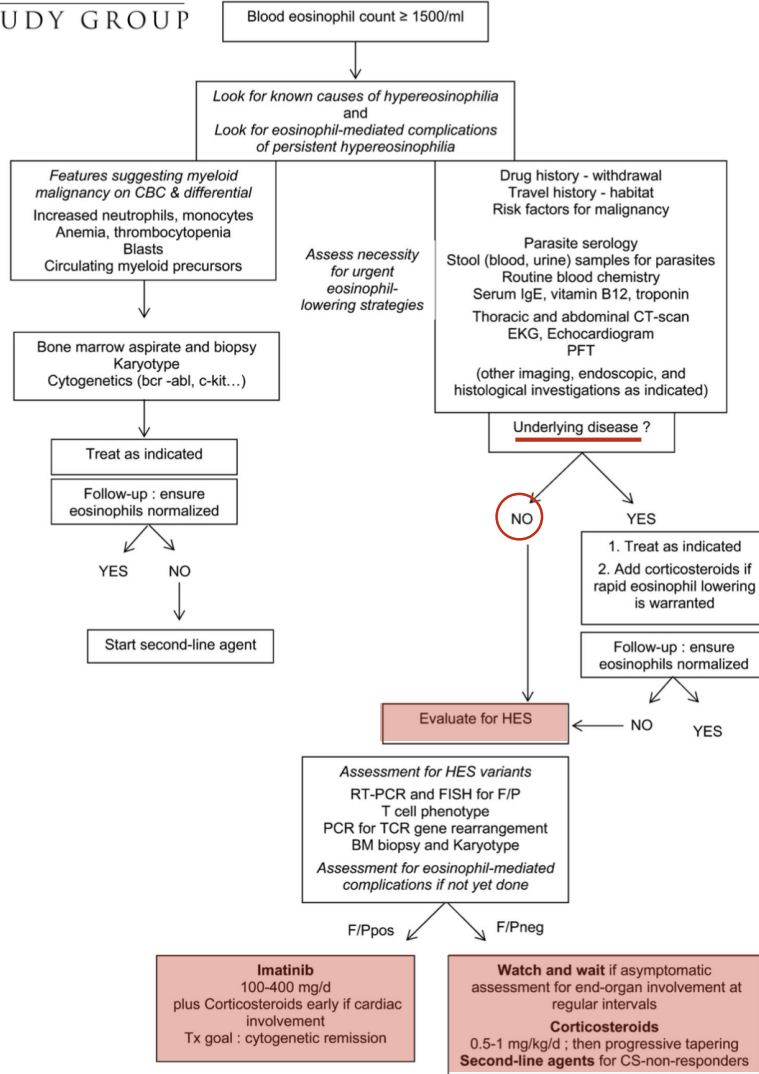 UDY GROUP
Blood eosinophil count ≥ 1500/ml
Look for known causes of hypereosinophilia
and
Look for eosinophil-mediated complications
of persistent hypereosinophilia
Features suggesting myeloid
malignancy on CBC & differential
Increased neutrophils, monocytes
Anemia, thrombocytopenia
Blasts
Circulating myeloid precursors
Assess necessity
for urgent
eosinophil-
lowering strategies
Drug history - withdrawal
Travel history - habitat
Risk factors for malignancy
Parasite serology
Stool (blood, urine) samples for parasites
Routine blood chemistry
Serum IgE, vitamin B12, troponin
Thoracic and abdominal CT-scan
EKG, Echocardiogram
PFT
(other imaging, endoscopic, and
histological investigations as indicated)
Bone marrow aspirate and biopsy
Karyotype
Cytogenetics (bcr -abl, c-kit…)
Treat as indicated
Follow-up : ensure
eosinophils normalized
YES
NO
Start second-line agent
Underlying disease ?
NO
YES
1. Treat as indicated
2. Add corticosteroids if
rapid eosinophil lowering
is warranted
Follow-up : ensure
eosinophils normalized
NO
YES
Evaluate for HES
Assessment for HES variants
RT-PCR and FISH for F/P
T cell phenotype
PCR for TCR gene rearrangement
BM biopsy and Karyotype
Assessment for eosinophil-mediated
complications if not yet done
F/Ppos
F/Pneg
Imatinib
100-400 mg/d
plus Corticosteroids early if cardiac
involvement
Tx goal : cytogenetic remission
Watch and wait if asymptomatic
assessment for end-organ involvement at
regular intervals
Corticosteroids
0.5-1 mg/kg/d ; then progressive tapering
Second-line agents for CS-non-responders